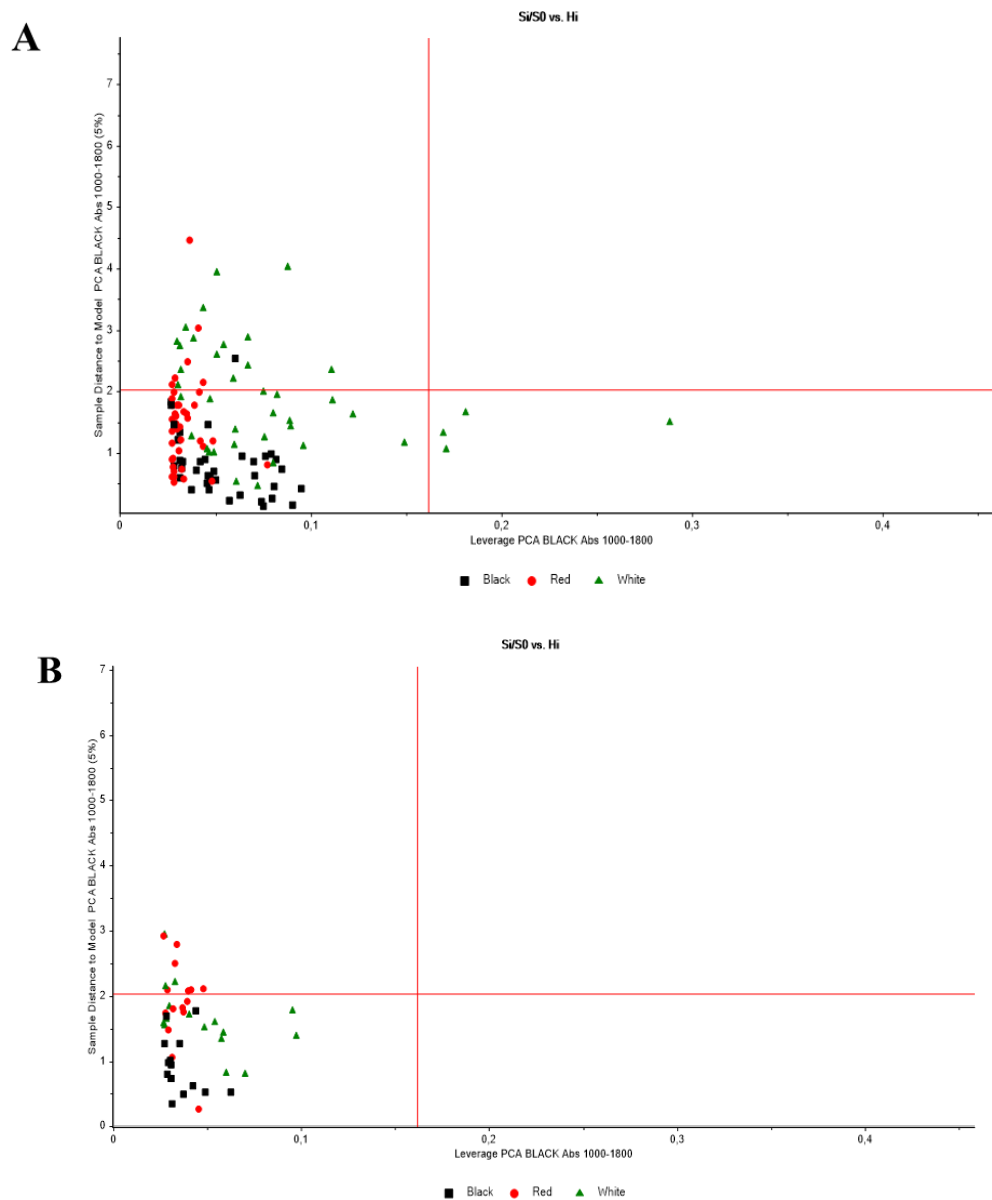 A
Si/S0 vs. Hi
Sample Distance to Model PCA BLACK Abs 1000-1800 (5%)
7
6
5
4
3
2
1
0 0,1 0,2 0,3 0,4
Leverage PCA BLACK Abs 1000-1800
Black Red White
B
Si/S0 vs. Hi
Sample Distance to Model PCA BLACK Abs 1000-1800 (5%)
7
6
5
4
3
2
1
0
0 0,1 0,2 0,3 0,4
Leverage PCA BLACK Abs 1000-1800
Black Red White